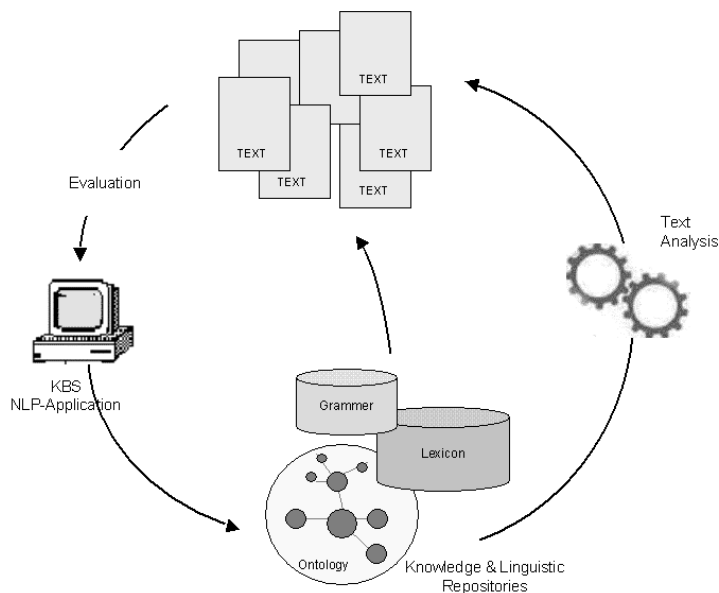 TEXT
TEXT
TEXT
TEXT
TEXT
Evaluation
Text
Analysis
KBS
NLP-Application
Grammer
Lexicon
Ontology
Knowledge & Linguistic
Repositories